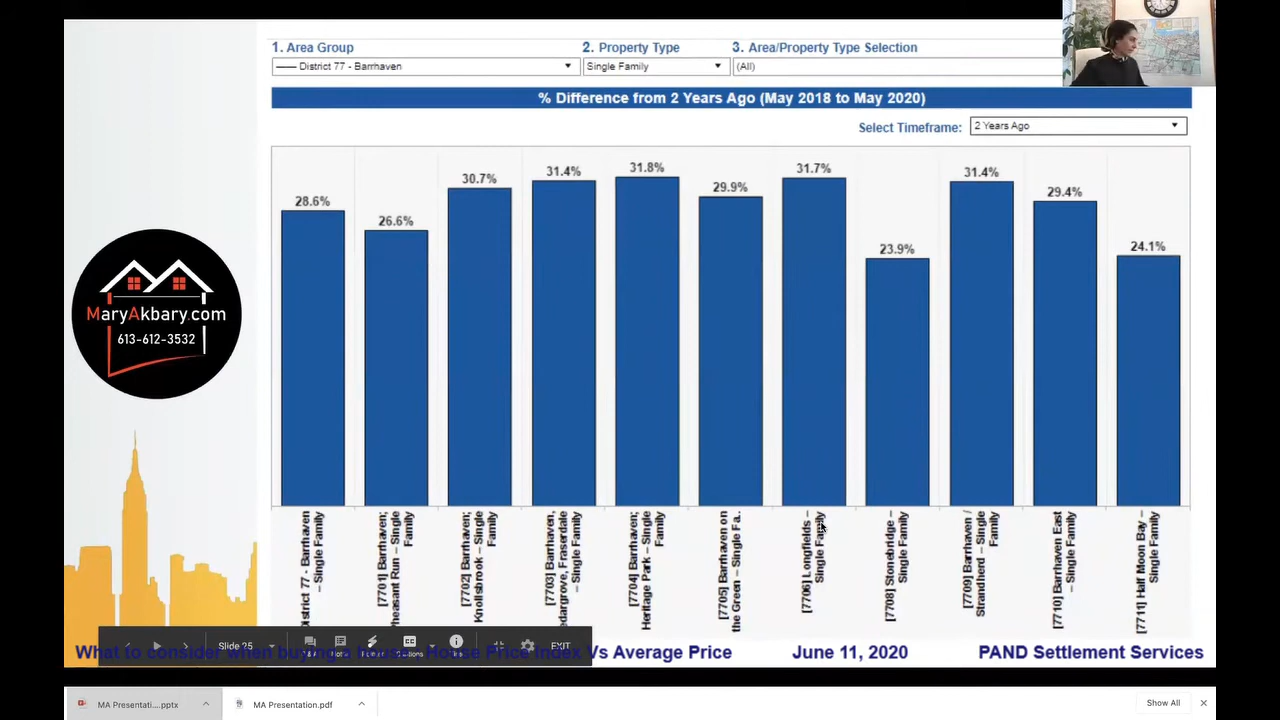 1. Area Group
2. Property Type
3. Area/Property Type Selection
District 77 - Barrhaven
Single Family
(All)
% Difference from 2 Years Ago (May 2018 to May 2020)
Select Timeframe:
2 Years Ago
28.6%
26.6%
30.7%
31.4%
31.8%
29.9%
31.7%
23.9%
31.4%
29.4%
24.1%
District 77 - Barrhaven
– Single Family
[7701] Barrhaven;
Pheasant Run – Single
Family
[7702] Barrhaven;
Knollsbrook – Single
Family
[7703] Barrhaven,
Cedargrove, Fraserdale
– Single Family
[7704] Barrhaven;
Heritage Park – Single
Family
[7705] Barrhaven on
the Green – Single Fa..
[7706] Longfields –
Single Family
[7708] Stonebridge –
Single Family
[7709] Barrhaven /
Strandherd – Single
Family
[7710] Barrhaven East
– Single Family
[7711] Half Moon Bay –
Single Family
MaryAkbary.com
613-612-3532
Slide 25
EXIT
What to consider when buying a house - House Price Index Vs Average Price
June 11, 2020
PAND Settlement Services
MA Presentati....pptx
MA Presentation.pdf
Show All